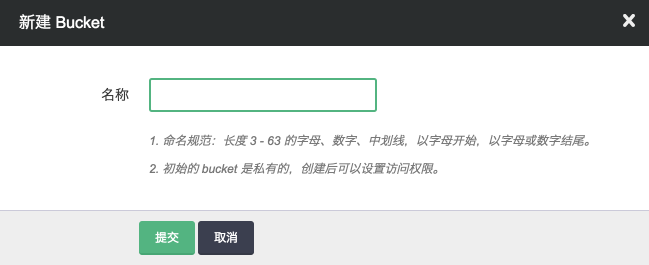 新建 Bucket
名称
1. 命名规范：长度 3 - 63 的字母、数字、中划线，以字母开始，以字母或数字结尾。
2. 初始的 bucket 是私有的，创建后可以设置访问权限。
提交 取消